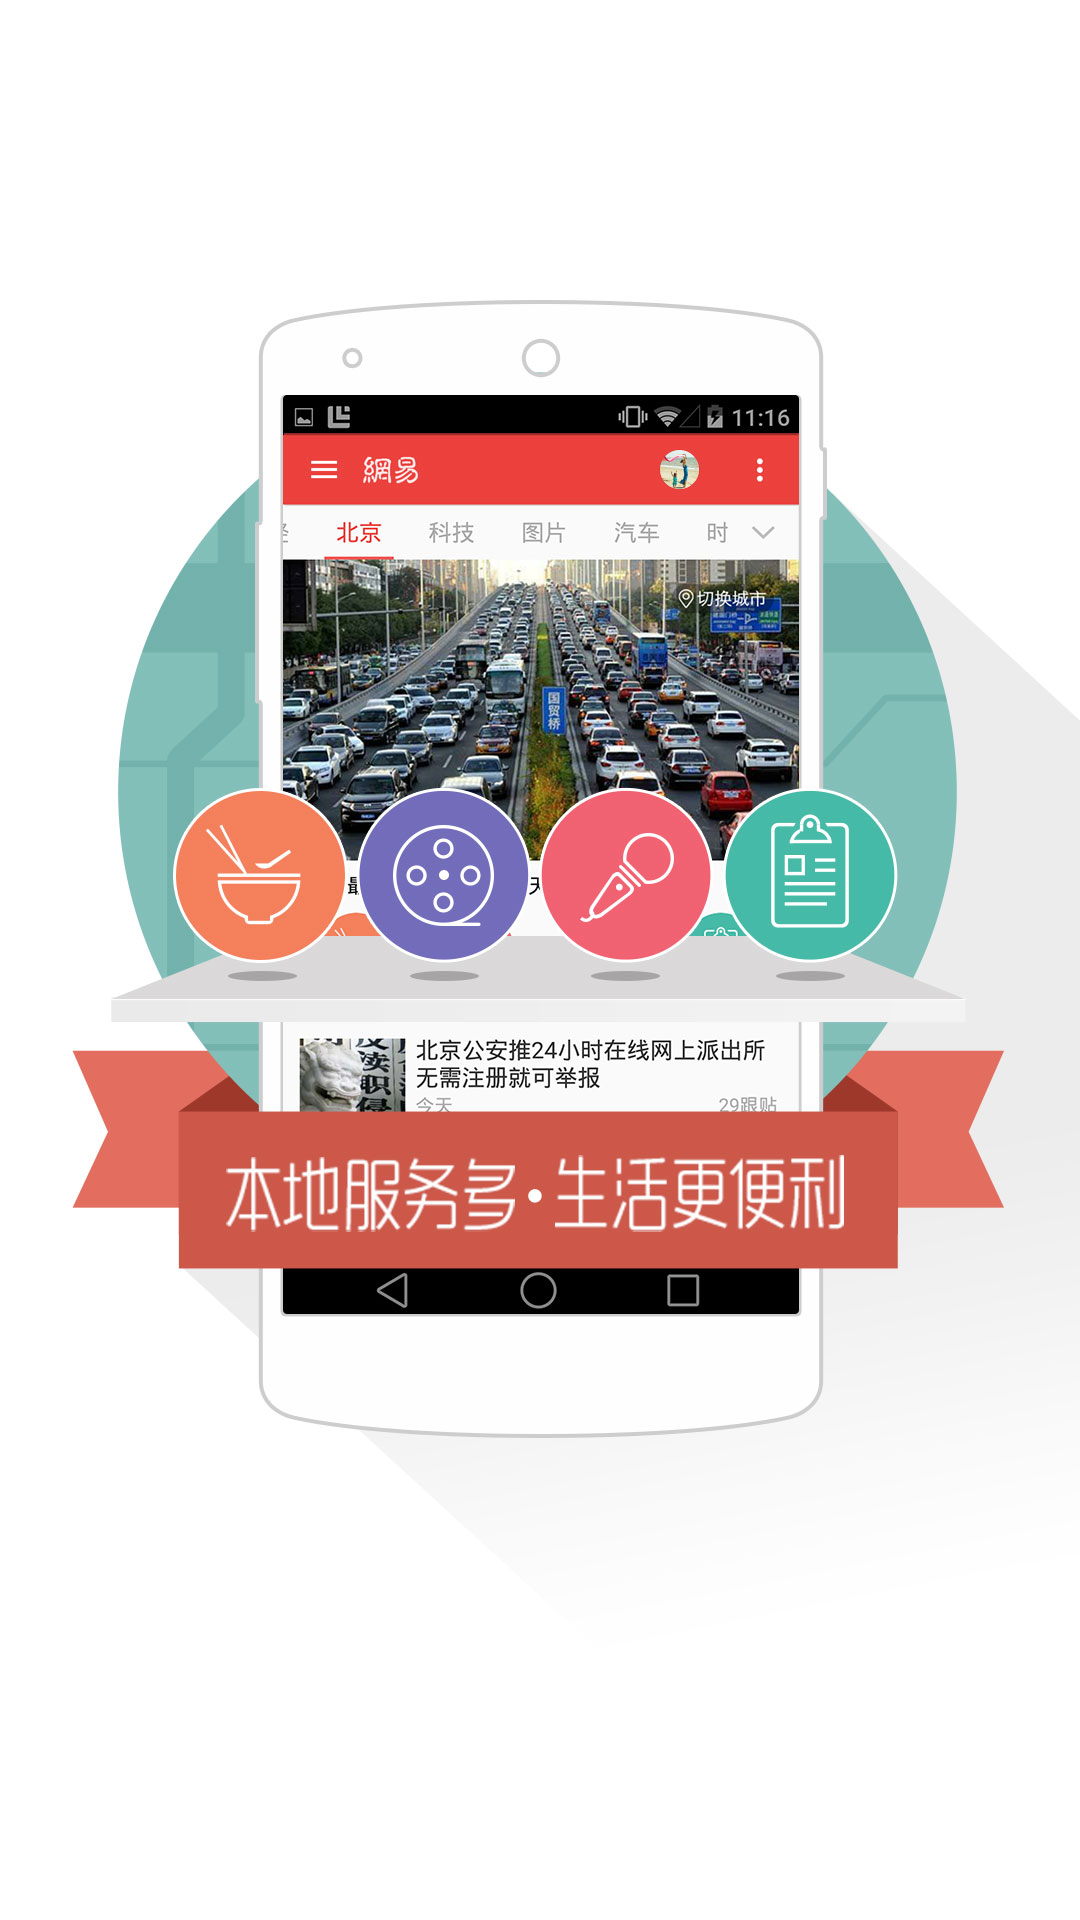 11:16
網易
北京 科技 图片 汽车 时
切换城市
国贸桥
最
天
北京公安推24小时在线网上派出所
无需注册就可举报
今天 29跟贴
本地服务多·生活更便利